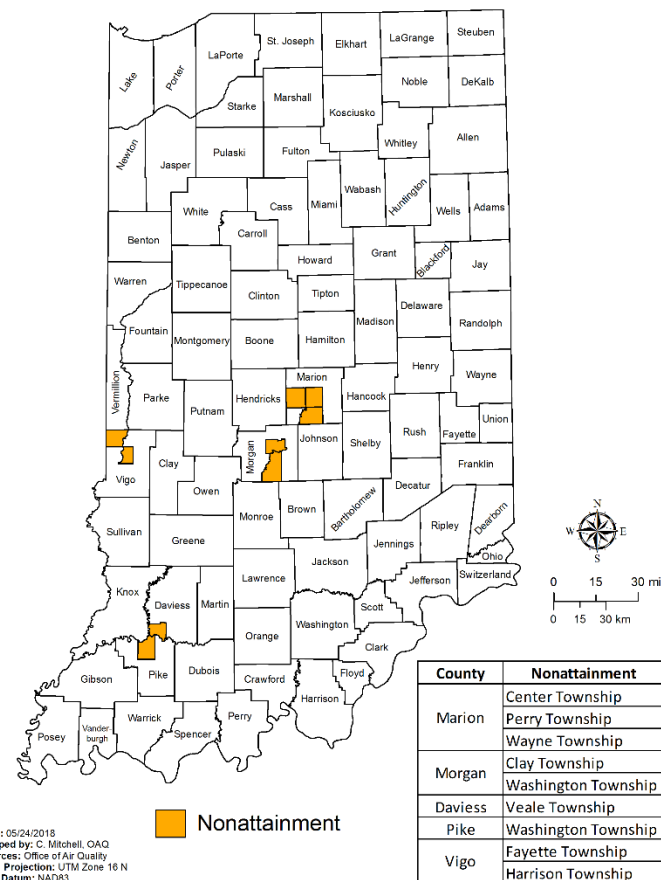 St. Joseph
Elkhart
LaGrange
Steuben
LaPorte
Lake
Porter
Noble
DeKalb
Marshall
Starke
Kosciusko
Allen
Whitley
Newton
Jasper
Pulaski
Fulton
Wabash
Huntington
Miami
Wells
Adams
White
Cass
Carroll
Benton
Grant
Blackford
Jay
Howard
Warren
Tippecanoe
Clinton
Tipton
Delaware
Madison
Randolph
Fountain
Montgomery
Boone
Hamilton
Henry
Wayne
Marion
Vermillion
Parke
Hendricks
Hancock
Putnam
Union
Rush
Fayette
Johnson
Shelby
Morgan
Clay
Franklin
Vigo
Owen
Decatur
Brown
Bartholomew
Monroe
Dearborn
Ripley
Sullivan
Greene
Jennings
Ohio
Jackson
Switzerland
Jefferson
Knox
Lawrence
Daviess
Martin
Scott
Washington
Orange
Clark
Gibson
Pike
Dubois
Crawford
Floyd
Harrison
Posey
Vander-
burgh
Warrick
Spencer
Perry
N
W
E
S
0 15 30 mi
0 15 30 km
County Nonattainment
Marion
Center Township
Perry Township
Wayne Township
Morgan
Clay Township
Washington Township
Daviess Veale Township
Pike Washington Township
Vigo
Fayette Township
Harrison Township
Nonattainment
: 05/24/2018
ped by: C. Mitchell, OAQ
rces: Office of Air Quality
Projection: UTM Zone 16 N
Datum: NAD83